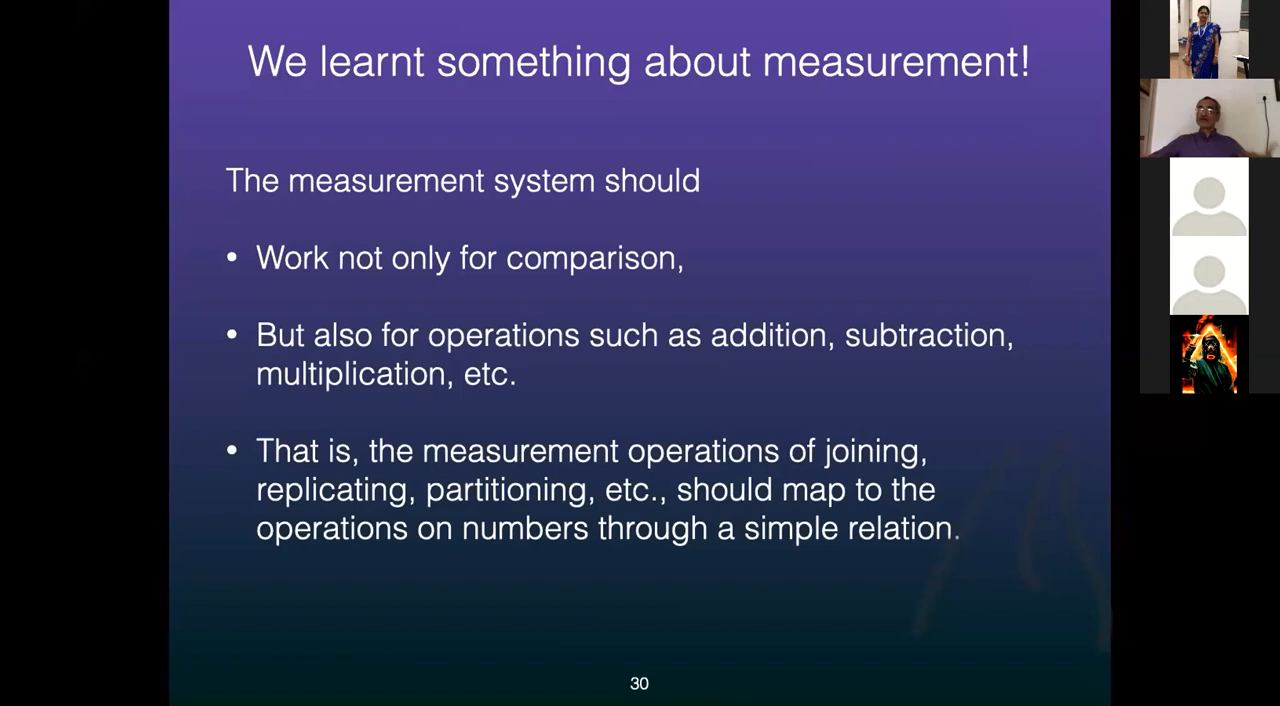 We learnt something about measurement!
The measurement system should
• Work not only for comparison,
• But also for operations such as addition, subtraction,
multiplication, etc.
• That is, the measurement operations of joining,
replicating, partitioning, etc., should map to the
operations on numbers through a simple relation.
30